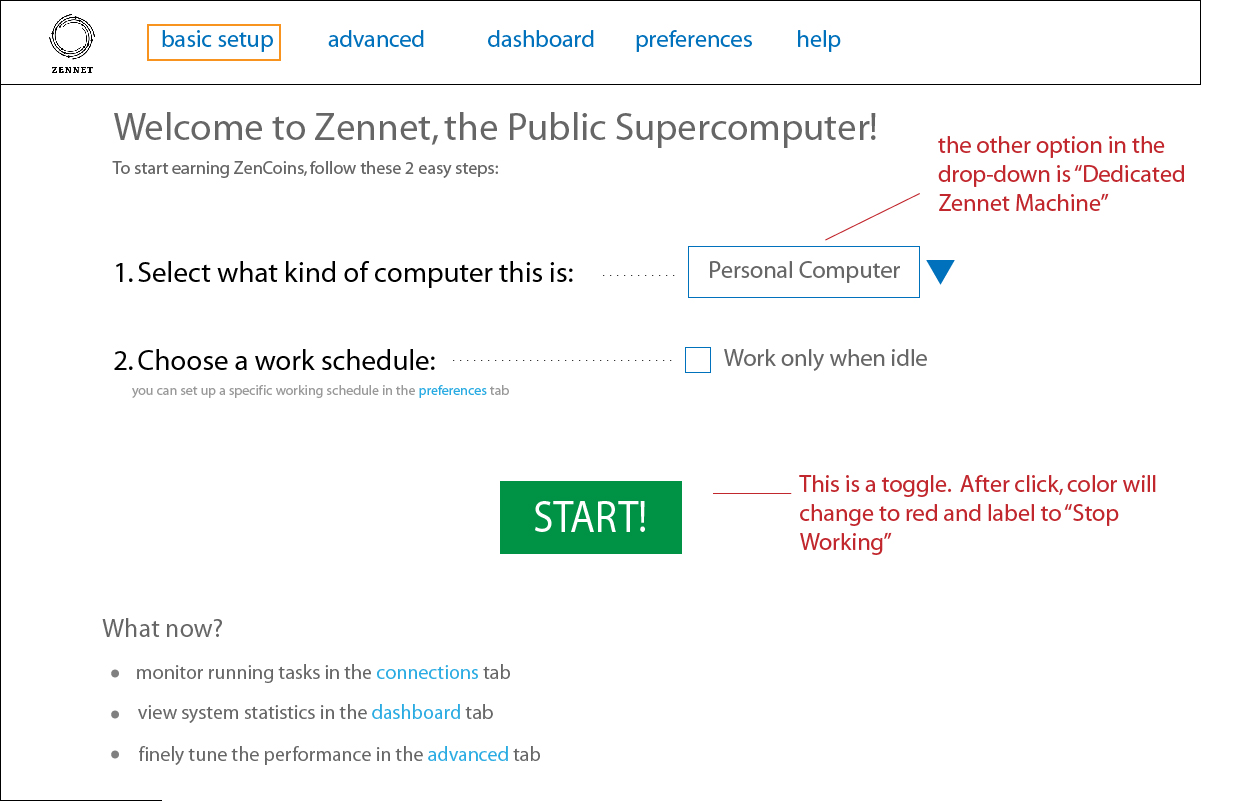 ZENNET
basic setup
advanced
dashboard
preferences
help
Welcome to Zennet, the Public Supercomputer!
To start earning ZenCoins, follow these 2 easy steps:
the other option in the
drop-down is “Dedicated
Zennet Machine”
1. Select what kind of computer this is:
Personal Computer
2. Choose a work schedule:
Work only when idle
you can set up a specific working schedule in the preferences tab
START!
This is a toggle. After click, color will
change to red and label to “Stop
Working”
What now?
monitor running tasks in the connections tab
view system statistics in the dashboard tab
finely tune the performance in the advanced tab